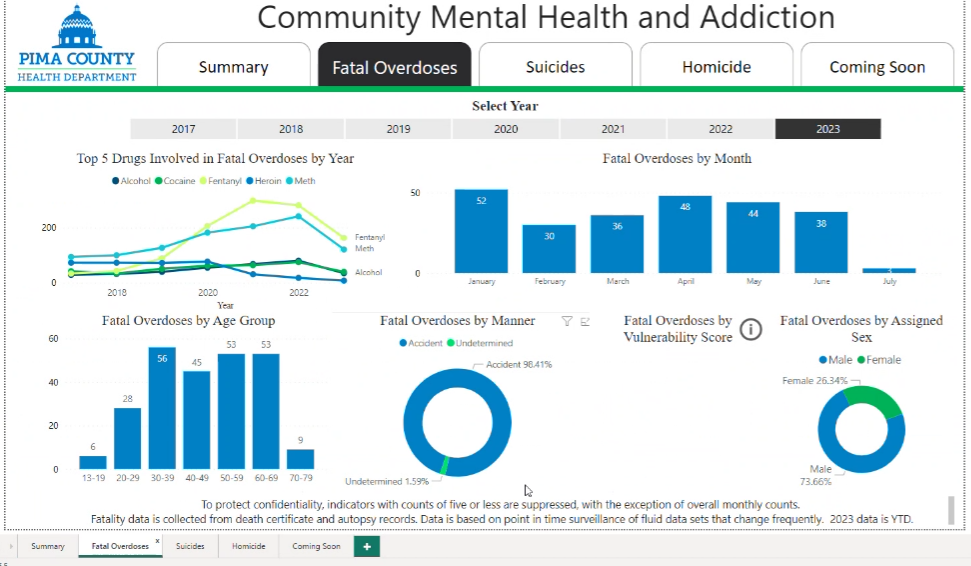 Community Mental Health and Addiction
PIMA COUNTY
HEALTH DEPARTMENT
Summary
Fatal Overdoses
Suicides
Homicide
Coming Soon
Select Year
2017
2018
2019
2020
2021
2022
2023
Top 5 Drugs Involved in Fatal Overdoses by Year
Alcohol Cocaine Fentanyl Heroin Meth
200
0
Fentanyl
Meth
Alcohol
2018
2020
2022
Year
Fatal Overdoses by Month
50
0
52
30
36
48
44
38
3
January
February
March
April
May
June
July
Fatal Overdoses by Age Group
60
40
20
0
6
28
56
45
53
53
9
13-19
20-29
30-39
40-49
50-59
60-69
70-79
Fatal Overdoses by Manner
Accident Undetermined
Accident 98.41%
Undetermined 1.59%
Fatal Overdoses by
Vulnerability Score
i
Fatal Overdoses by Assigned
Sex
Male Female
Female 26.34%
Male
73.66%
To protect confidentiality, indicators with counts of five or less are suppressed, with the exception of overall monthly counts.
Fatality data is collected from death certificate and autopsy records. Data is based on point in time surveillance of fluid data sets that change frequently. 2023 data is YTD.
Summary
Fatal Overdoses
x
Suicides
Homicide
Coming Soon
+